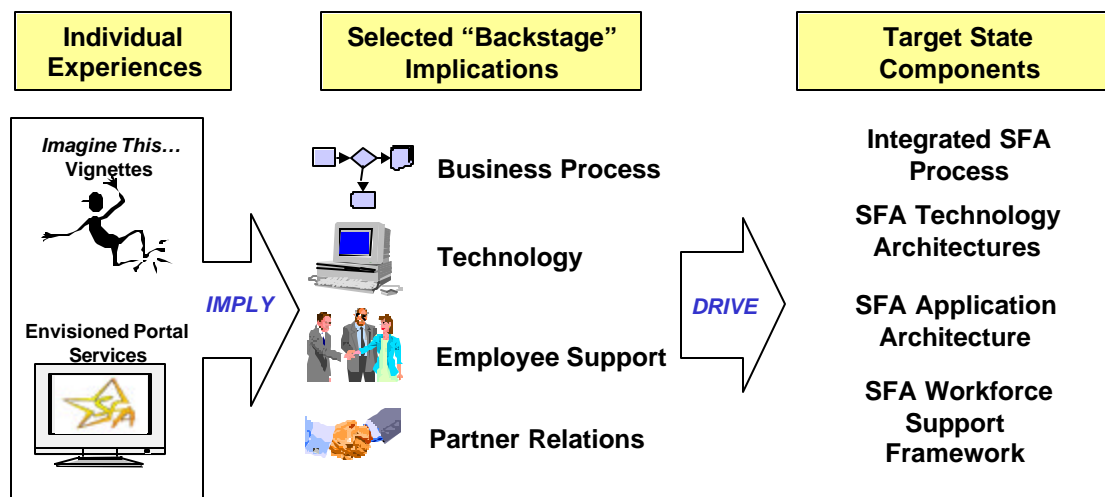 Individual
Experiences
Selected “Backstage”
Implications
Target State
Components
Imagine This…
Vignettes
Envisioned Portal
Services
SFA
IMPLY
Business Process
Technology
Employee Support
Partner Relations
DRIVE
Integrated SFA
Process
SFA Technology
Architectures
SFA Application
Architecture
SFA Workforce
Support
Framework